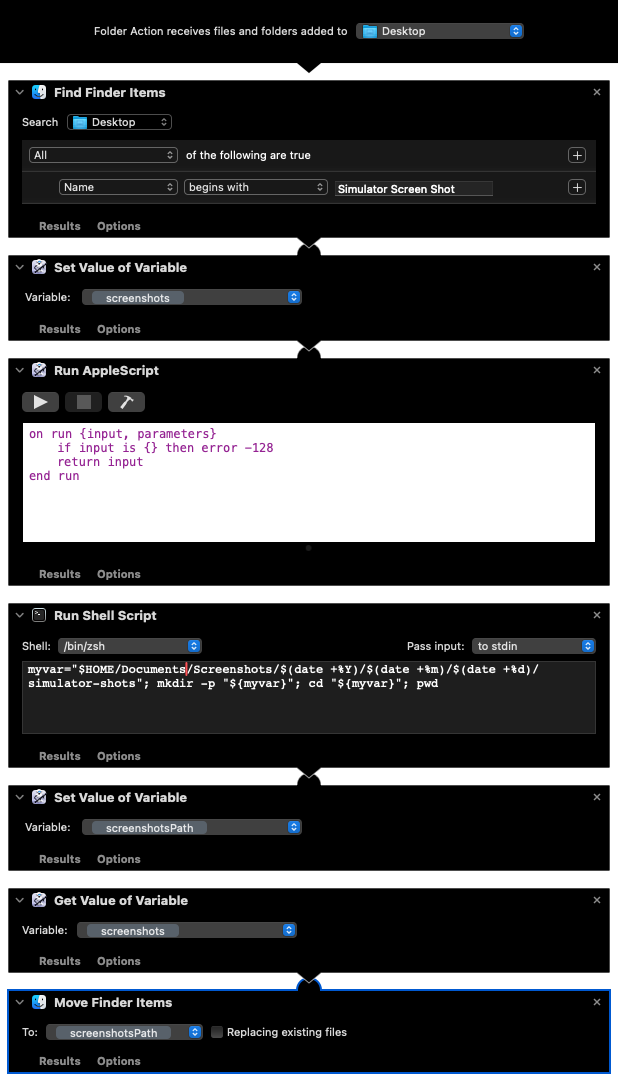 Folder Action receives files and folders added to Desktop
Find Finder Items
Search Desktop
All of the following are true
Name begins with Simulator Screen Shot
Results Options
Set Value of Variable
Variable: screenshots
Results Options
Run AppleScript
on run {input, parameters}
if input is {} then error -128
return input
end run
Results Options
Run Shell Script
Shell: /bin/zsh Pass input: to stdin
myvar="$HOME/Documents/Screenshots/$(date +%Y)/$(date +%m)/$(date +%d)/
simulator-shots"; mkdir -p "${myvar}"; cd "${myvar}"; pwd
Results Options
Set Value of Variable
Variable: screenshotsPath
Results Options
Get Value of Variable
Variable: screenshots
Results Options
Move Finder Items
To: screenshotsPath Replacing existing files
Results Options